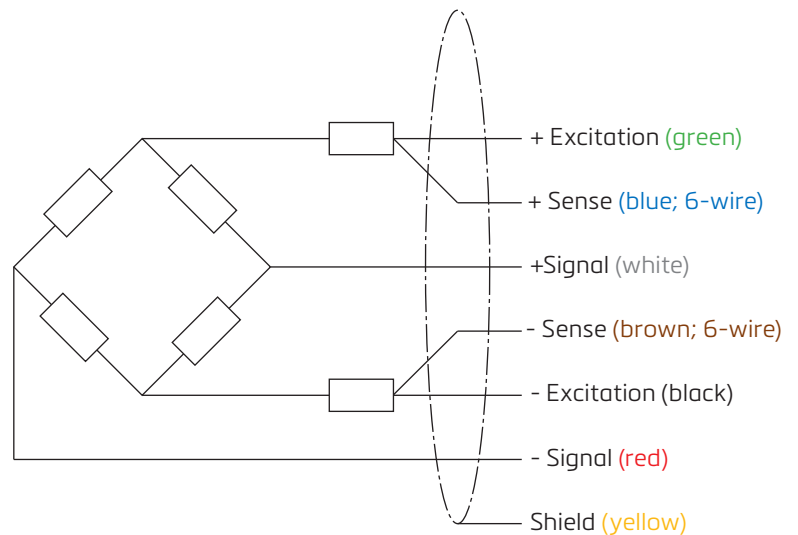 + Excitation (green)
+ Sense (blue; 6-wire)
+Signal (white)
- Sense (brown; 6-wire)
- Excitation (black)
- Signal (red)
Shield (yellow)